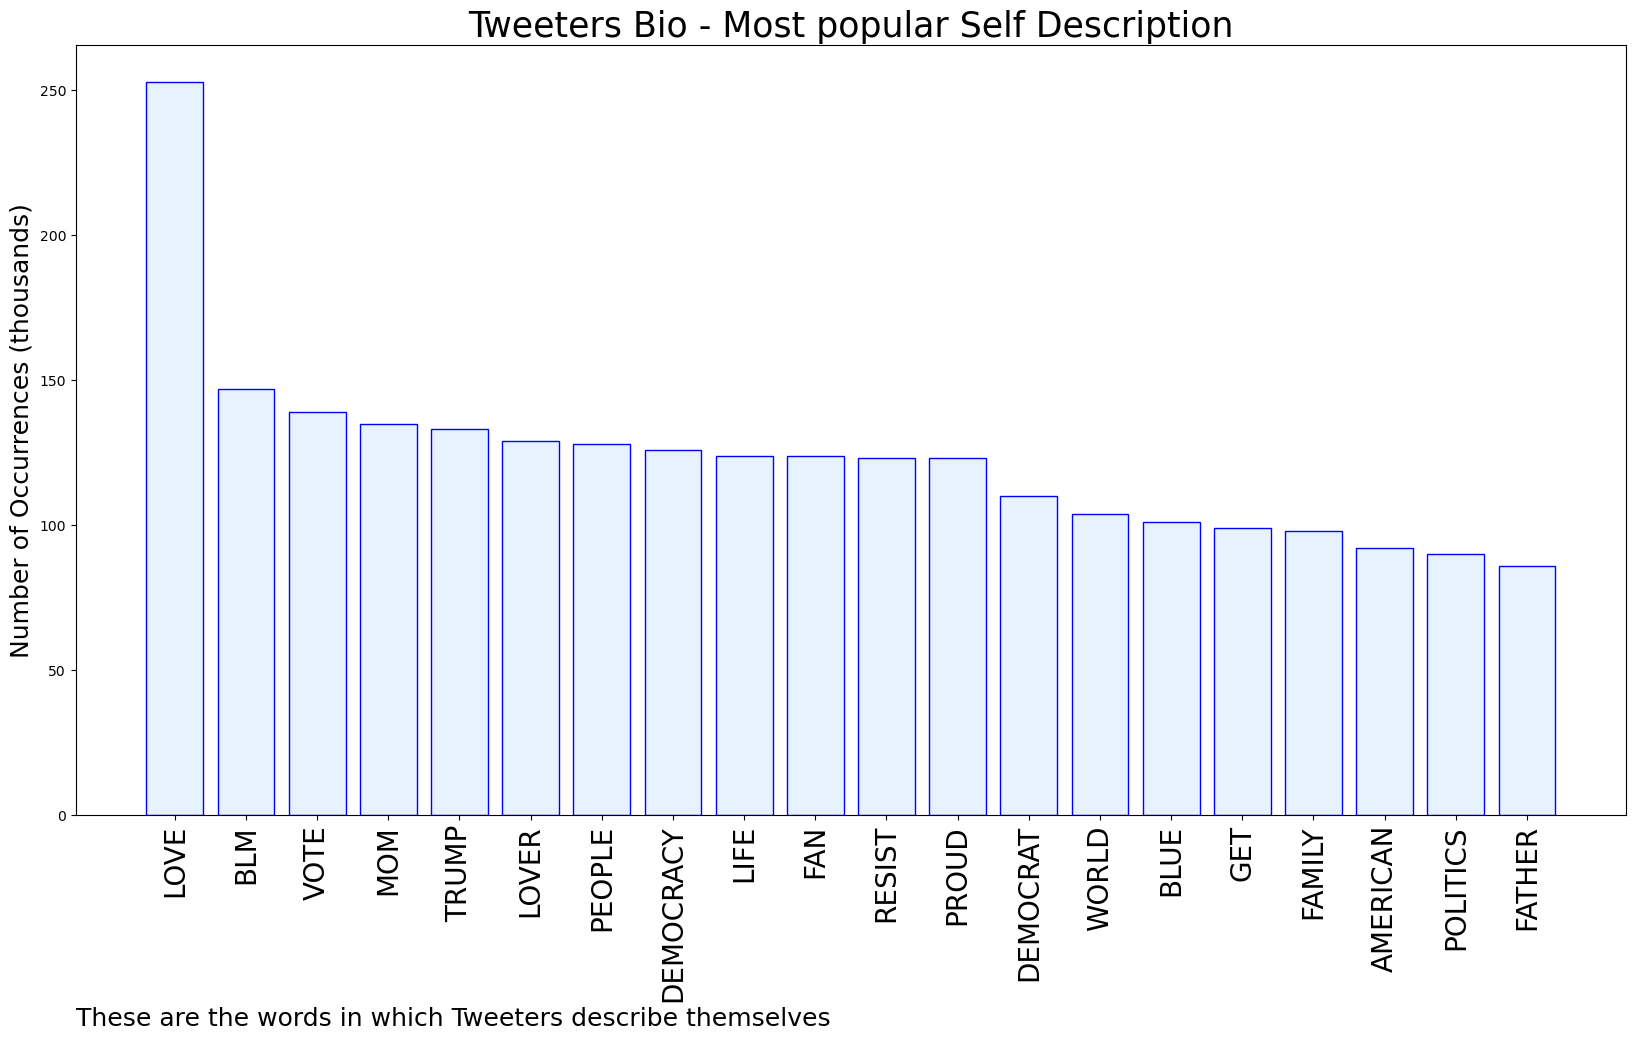 Tweeters Bio - Most popular Self Description
Number of Occurrences (thousands)
250
200
150
100
50
0
LOVE
BLM
VOTE
MOM
TRUMP
LOVER
PEOPLE
DEMOCRACY
LIFE
FAN
RESIST
PROUD
DEMOCRAT
WORLD
BLUE
GET
FAMILY
AMERICAN
POLITICS
FATHER
These are the words in which Tweeters describe themselves